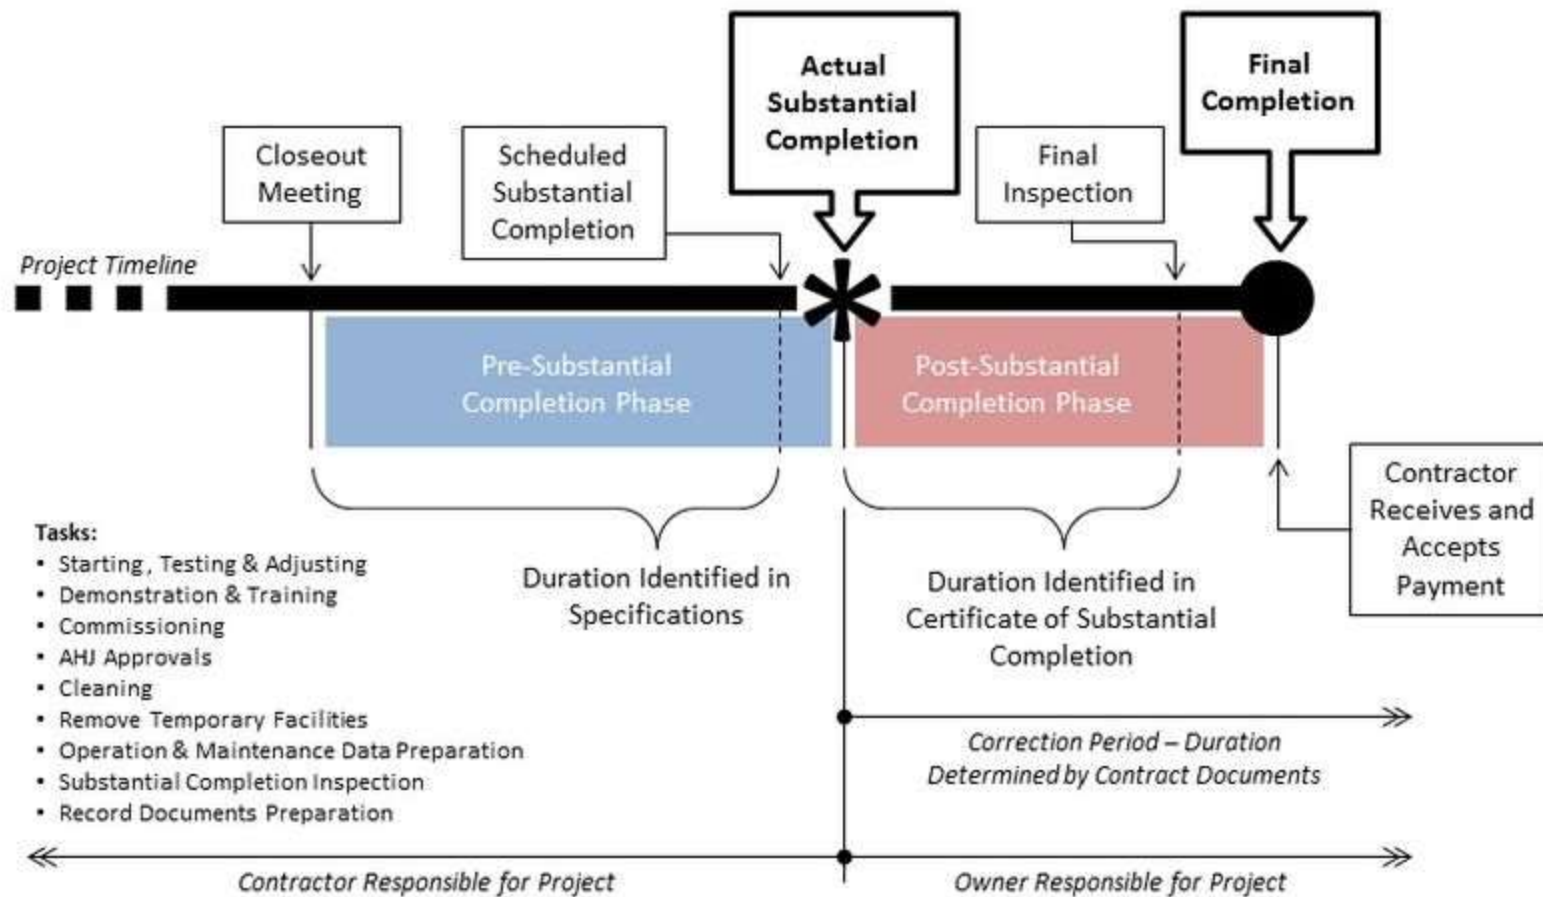 Actual
Substantial
Completion
Final
Completion
Closeout
Meeting
Scheduled
Substantial
Completion
Final
Inspection
Project Timeline
Pre-Substantial
Completion Phase
Post-Substantial
Completion Phase
Contractor
Receives and
Accepts
Payment
Tasks:
• Starting, Testing & Adjusting
• Demonstration & Training
• Commissioning
• AHJ Approvals
• Cleaning
• Remove Temporary Facilities
• Operation & Maintenance Data Preparation
• Substantial Completion Inspection
• Record Documents Preparation
Duration Identified in
Specifications
Duration Identified in
Certificate of Substantial
Completion
Correction Period – Duration
Determined by Contract Documents
Contractor Responsible for Project
Owner Responsible for Project